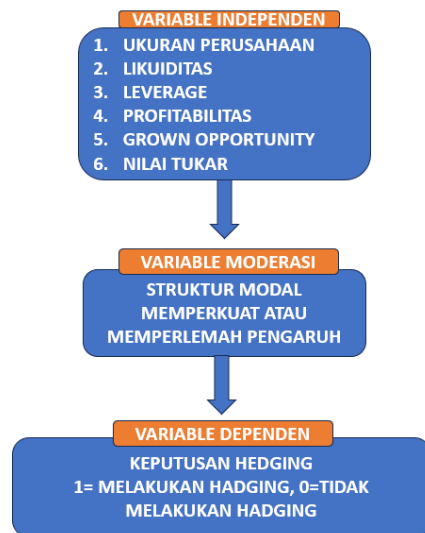 VARIABLE INDEPENDEN
1. UKURAN PERUSAHAAN
2. LIKUIDITAS
3. LEVERAGE
4. PROFITABILITAS
5. GROWN OPPORTUNITY
6. NILAI TUKAR
VARIABLE MODERASI
STRUKTUR MODAL
MEMPERKUAT ATAU
MEMPERLEMAH PENGARUH
VARIABLE DEPENDEN
KEPUTUSAN HEDGING
1= MELAKUKAN HADGING, 0=TIDAK
MELAKUKAN HADGING